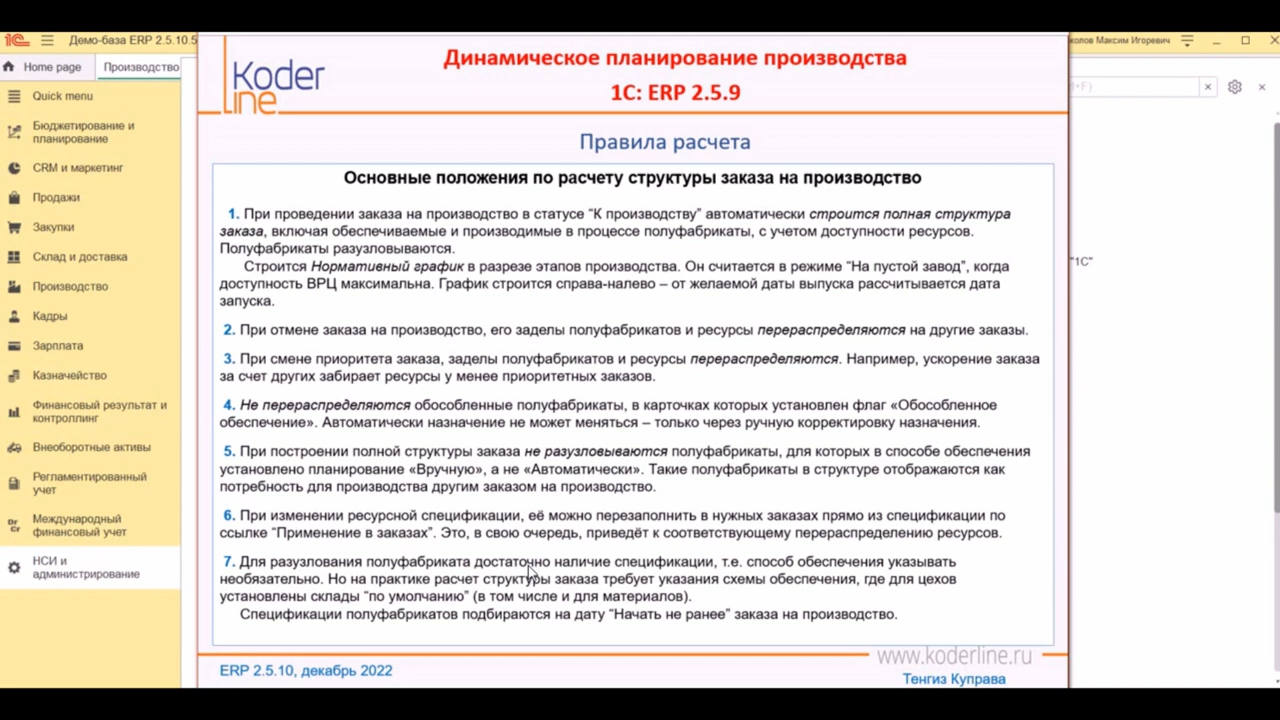 1С
Демо-база ERP 2.5.10.5
колов Максим Игоревич
Home page
Производство
Quick menu
Бюджетирование и
планирование
CRM и маркетинг
Продажи
Закупки
Склад и доставка
Производство
Кадры
Зарплата
Казначейство
Финансовый результат и
контроллинг
Внеоборотные активы
Регламентированный
учет
Международный
финансовый учет
НСИ и
администрирование
Koder
line
Динамическое планирование производства
1С: ERP 2.5.9
Правила расчета
Основные положения по расчету структуры заказа на производство
1. При проведении заказа на производство в статусе “К производству” автоматически строится полная структура
заказа, включая обеспечиваемые и производимые в процессе полуфабрикаты, с учетом доступности ресурсов.
Полуфабрикаты разузловываются.
Строится Нормативный график в разрезе этапов производства. Он считается в режиме “На пустой завод”, когда
доступность ВРЦ максимальна. График строится справа-налево – от желаемой даты выпуска рассчитывается дата
запуска.
2. При отмене заказа на производство, его заделы полуфабрикатов и ресурсы перераспределяются на другие заказы.
3. При смене приоритета заказа, заделы полуфабрикатов и ресурсы перераспределяются. Например, ускорение заказа
за счет других забирает ресурсы у менее приоритетных заказов.
4. Не перераспределяются обособленные полуфабрикаты, в карточках которых установлен флаг «Обособленное
обеспечение». Автоматически назначение не может меняться – только через ручную корректировку назначения.
5. При построении полной структуры заказа не разузловываются полуфабрикаты, для которых в способе обеспечения
установлено планирование «Вручную», а не «Автоматически». Такие полуфабрикаты в структуре отображаются как
потребность для производства другим заказом на производство.
6. При изменении ресурсной спецификации, её можно перезаполнить в нужных заказах прямо из спецификации по
ссылке “Применение в заказах”. Это, в свою очередь, приведёт к соответствующему перераспределению ресурсов.
7. Для разузлования полуфабриката достаточно наличие спецификации, т.е. способ обеспечения указывать
необязательно. Но на практике расчет структуры заказа требует указания схемы обеспечения, где для цехов
установлены склады “по умолчанию” (в том числе и для материалов).
Спецификации полуфабрикатов подбираются на дату “Начать не ранее” заказа на производство.
"1С"
www.koderline.ru
ERP 2.5.10, декабрь 2022
Тенгиз Куправа